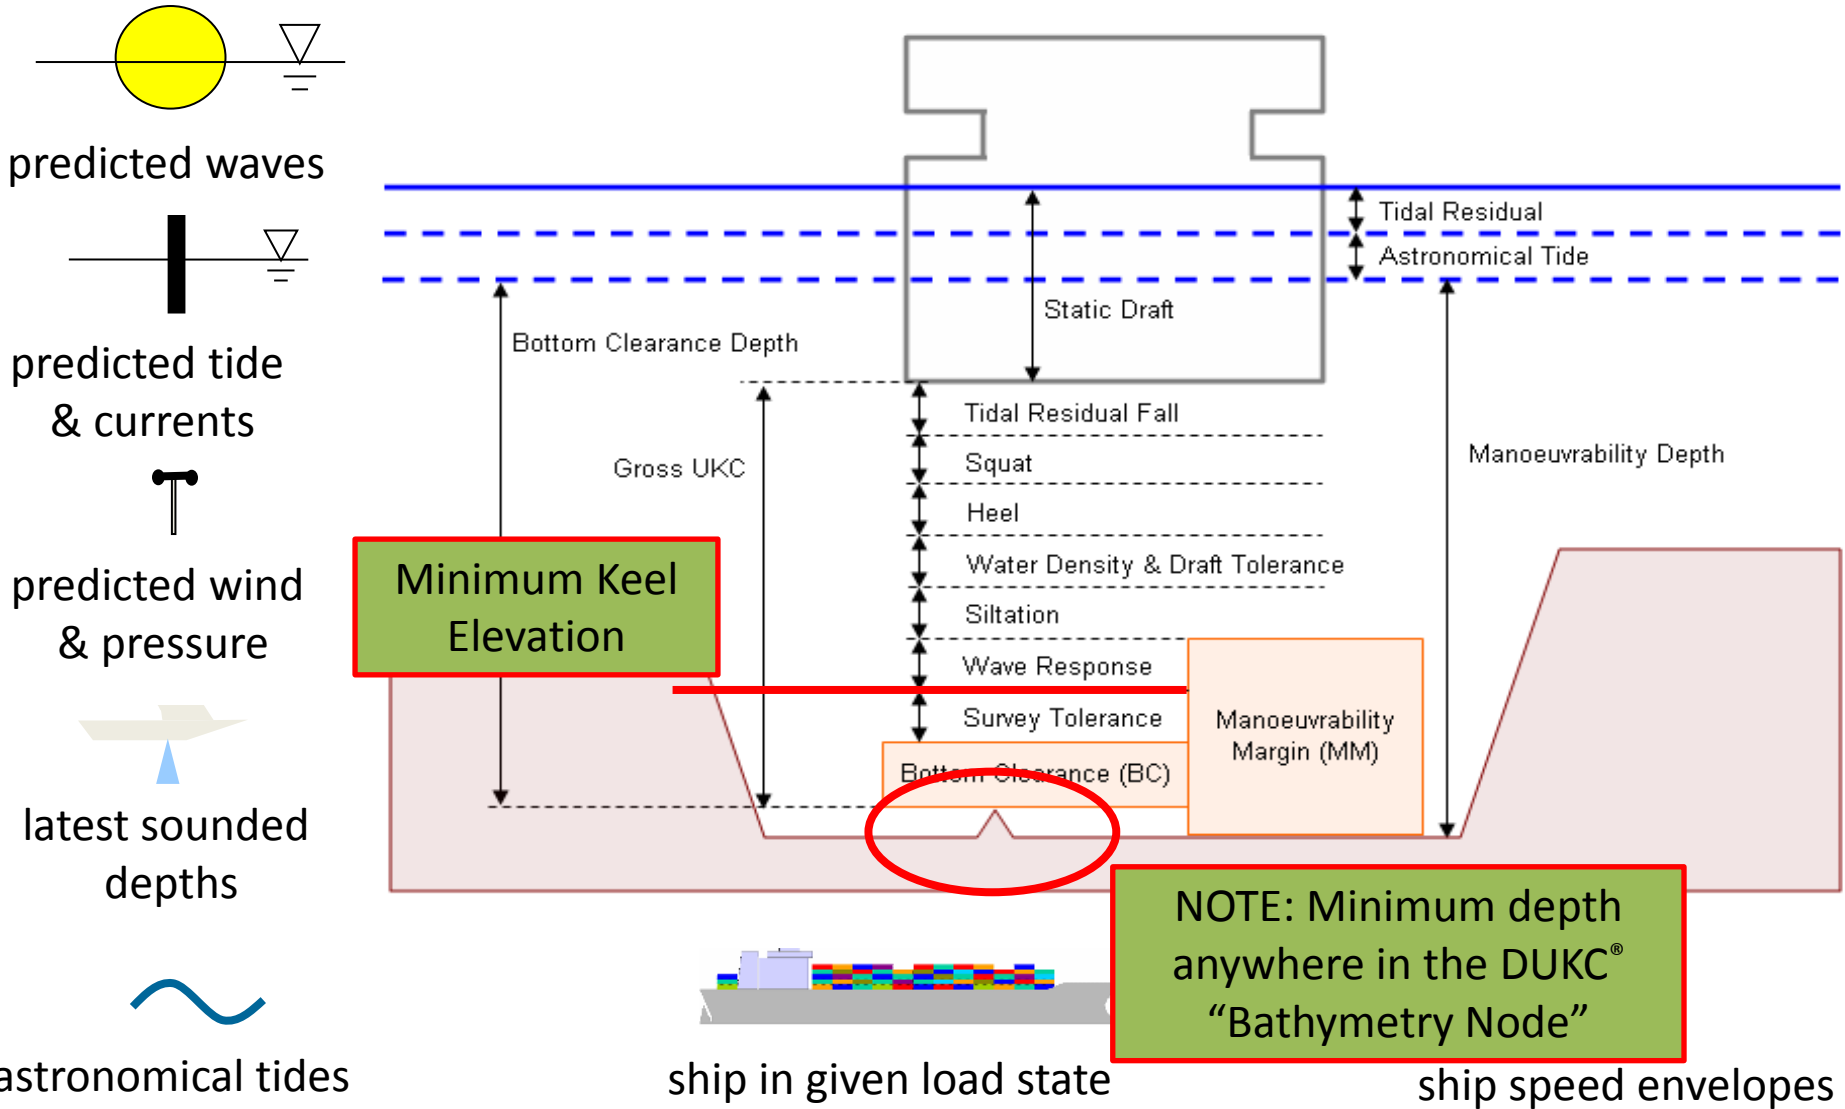 predicted waves
predicted tide
& currents
predicted wind
& pressure
latest sounded
depths
astronomical tides
Tidal Residual
Astronomical Tide
Static Draft
Bottom Clearance Depth
Tidal Residual Fall
Gross UKC
Squat
Manoeuvrability Depth
Heel
Water Density & Draft Tolerance
Minimum Keel
Elevation
Siltation
Wave Response
Survey Tolerance
Manoeuvrability
Margin (MM)
Bottom Clearance (BC)
NOTE: Minimum depth
anywhere in the DUKC®
“Bathymetry Node”
ship in given load state
ship speed envelopes